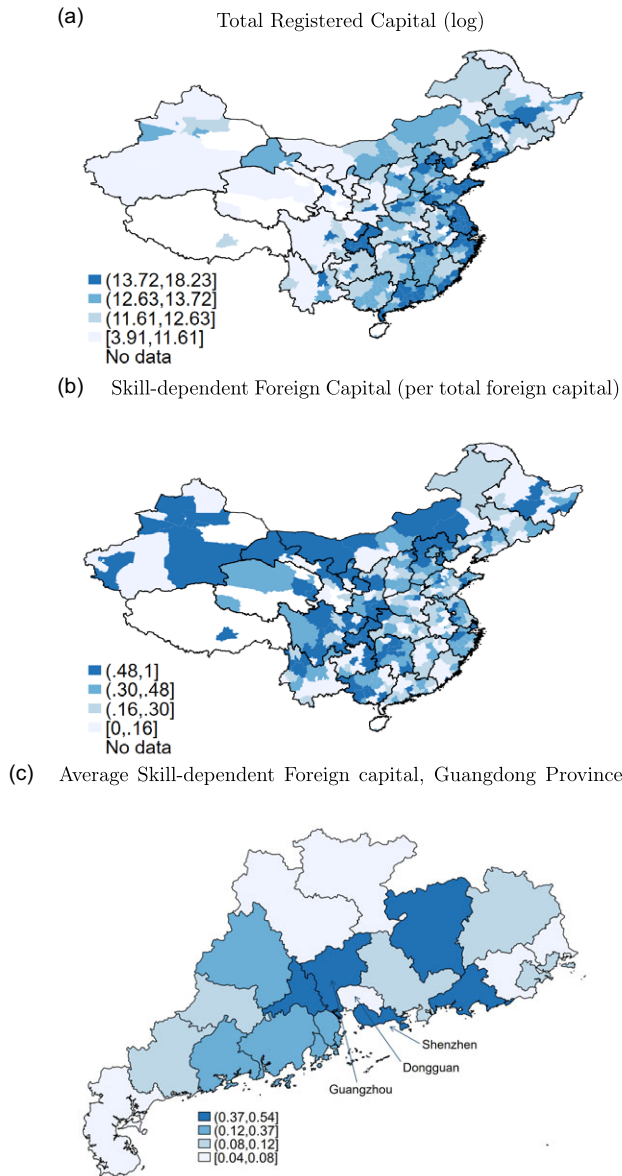 (a)
Total Registered Capital (log)
(13.72,18.23]
(12.63,13.72]
(11.61,12.63]
[3.91,11.61]
No data
(b)
Skill-dependent Foreign Capital (per total foreign capital)
(.48,1]
(.30,.48]
(.16,.30]
[0,.16]
No data
(c)
Average Skill-dependent Foreign capital, Guangdong Province
Shenzhen
Dongguan
Guangzhou
(0.37,0.54]
(0.12,0.37]
(0.08,0.12]
[0.04,0.08]